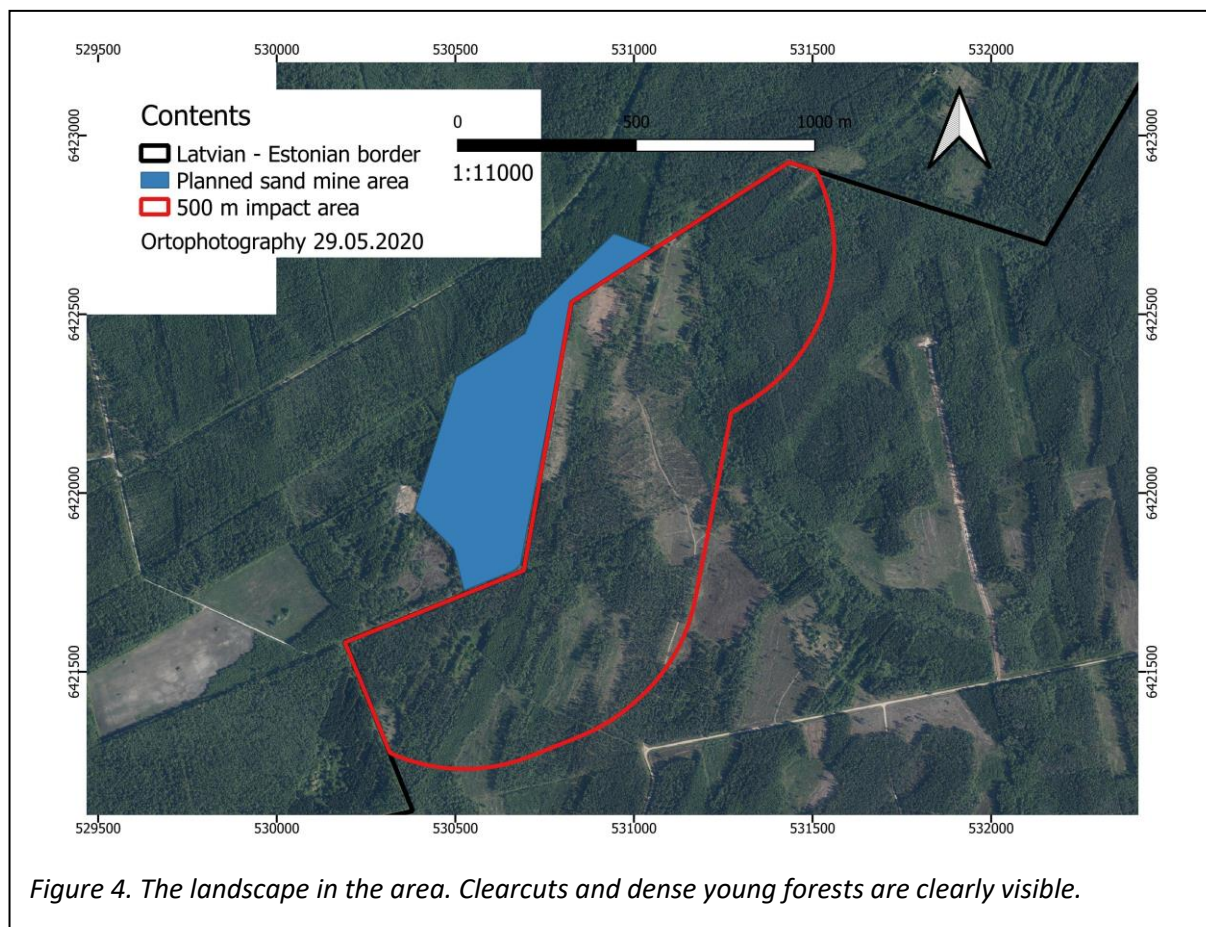 529500 530000 530500 531000 531500 532000
Contents
Latvian - Estonian border
Planned sand mine area
500 m impact area
Ortophotography 29.05.2020
0 500 1000 m
1:11000
6423000 6423000
6422500 6422500
6422000 6422000
6421500 6421500
529500 530000 530500 531000 531500 532000
Figure 4. The landscape in the area. Clearcuts and dense young forests are clearly visible.